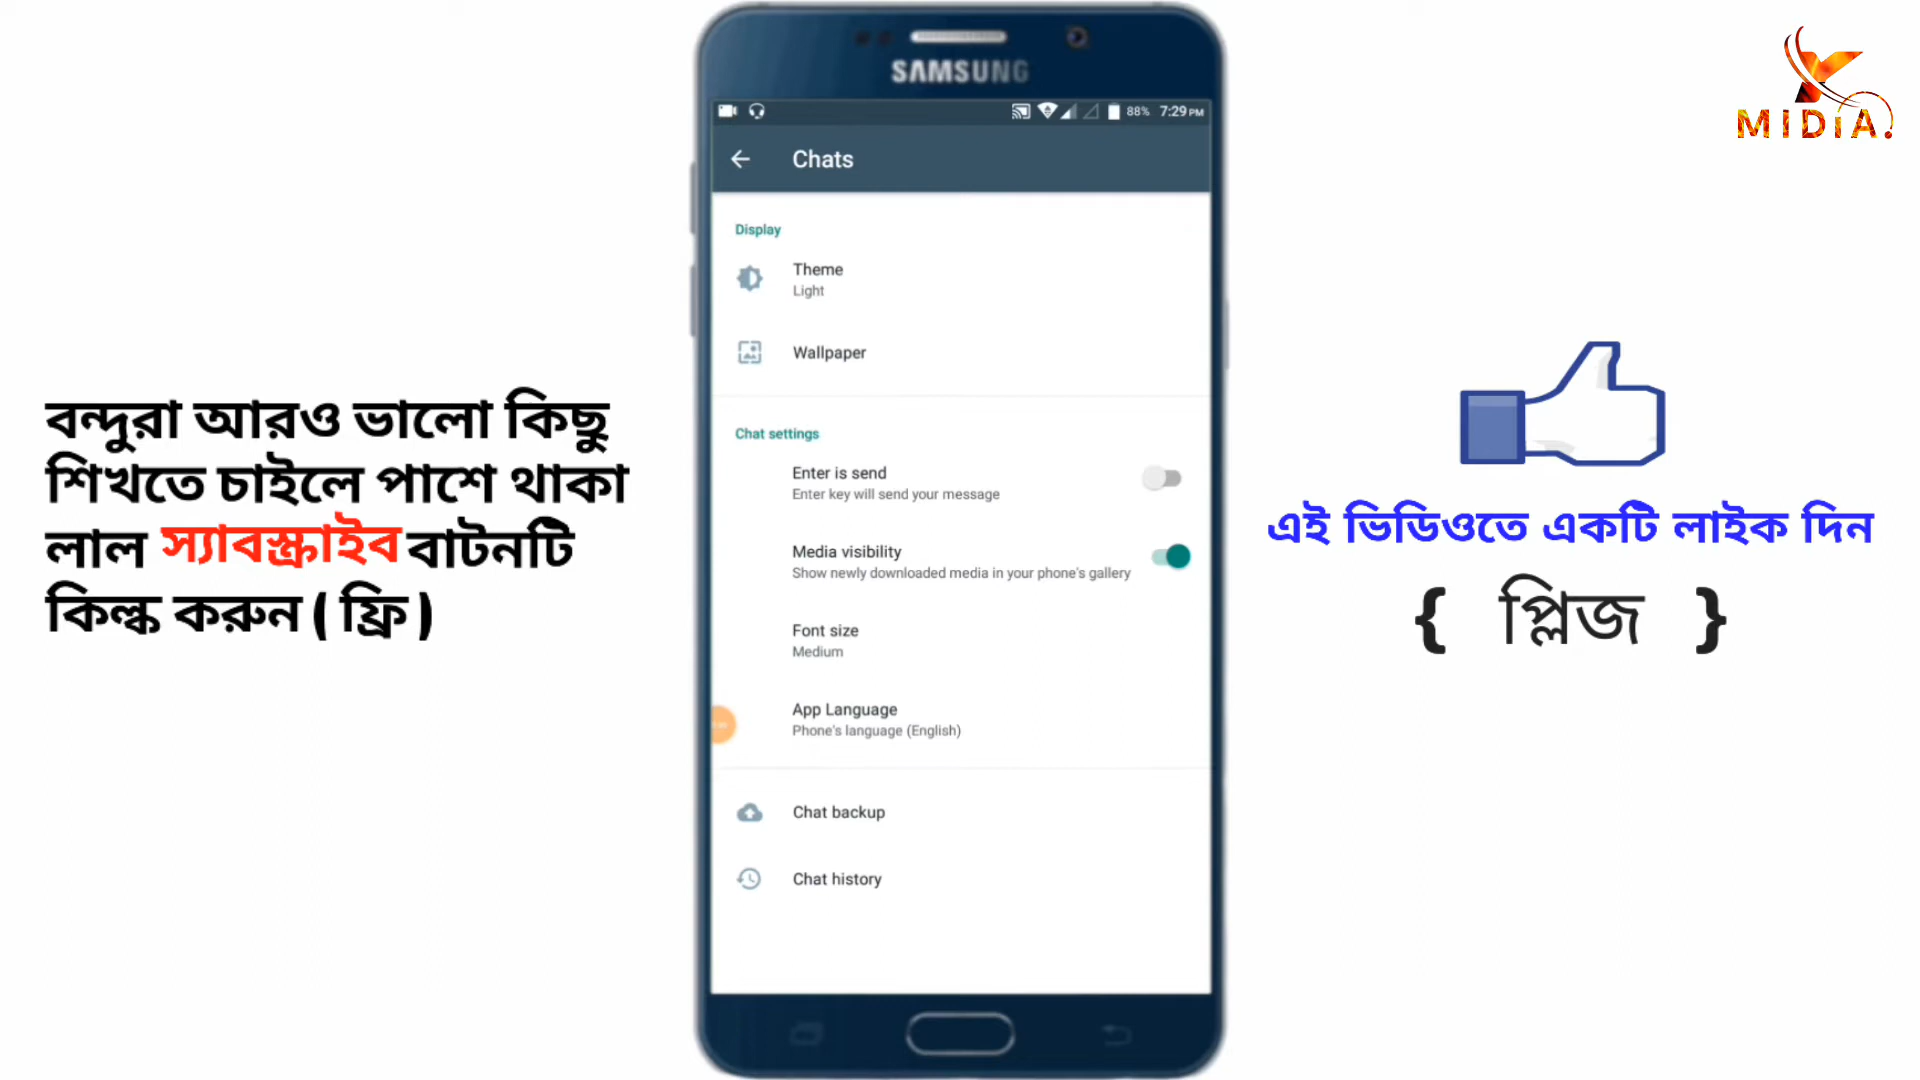 SAMSUNG
88% 7:29 PM
MIDiA.
Chats
Display
Theme
Light
Wallpaper
Chat settings
Enter is send
Enter key will send your message
Media visibility
Show newly downloaded media in your phone's gallery
Font size
Medium
App Language
Phone's language (English)
Chat backup
Chat history
বন্দুরা আরও ভালো কিছু
শিখতে চাইলে পাশে থাকা
লাল স্যাবস্ক্রাইব বাটনটি
কিল্ক করুন ( ফ্রি )
এই ভিডিওতে একটি লাইক দিন
{ প্লিজ }